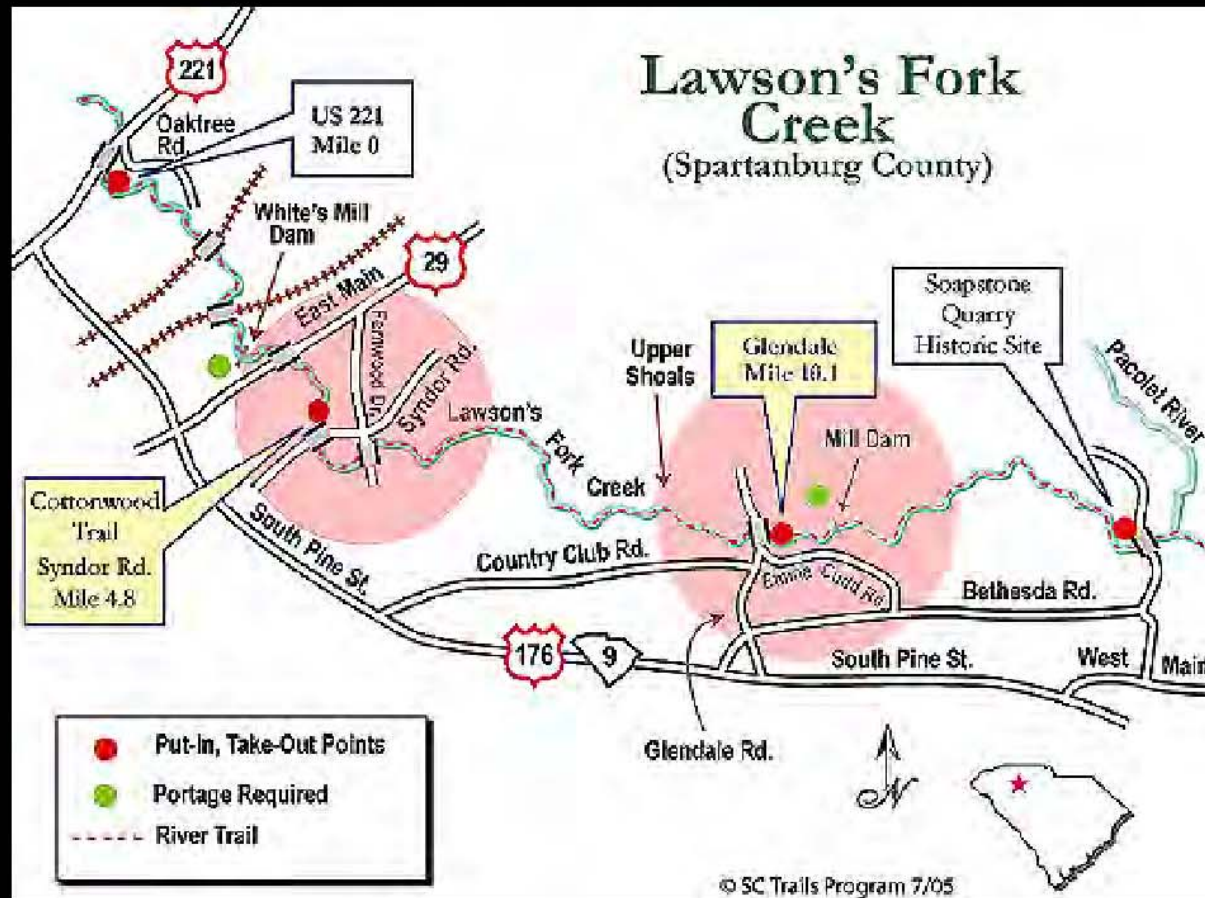 Lawson's Fork
Creek
(Spartanburg County)
221
Oakfree
Rd.
US 221
Mile 0
White's Mill
Dam
29
East Main
Fernwood Dr.
Syndor Rd.
Lawson's
Fork
Creek
Upper
Shoals
Glendale
Mile 10.1
Soapstone
Quarry
Historic Site
Pacolet River
Mill Dam
Cottonwood
Trail
Syndor Rd.
Mile 4.8
South Pine St.
Country Club Rd.
Cudd Rd.
Bethesda Rd.
176
9
South Pine St.
West
Main
Glendale Rd.
Put-In, Take-Out Points
Portage Required
River Trail
N
© SC Trails Program 7/05